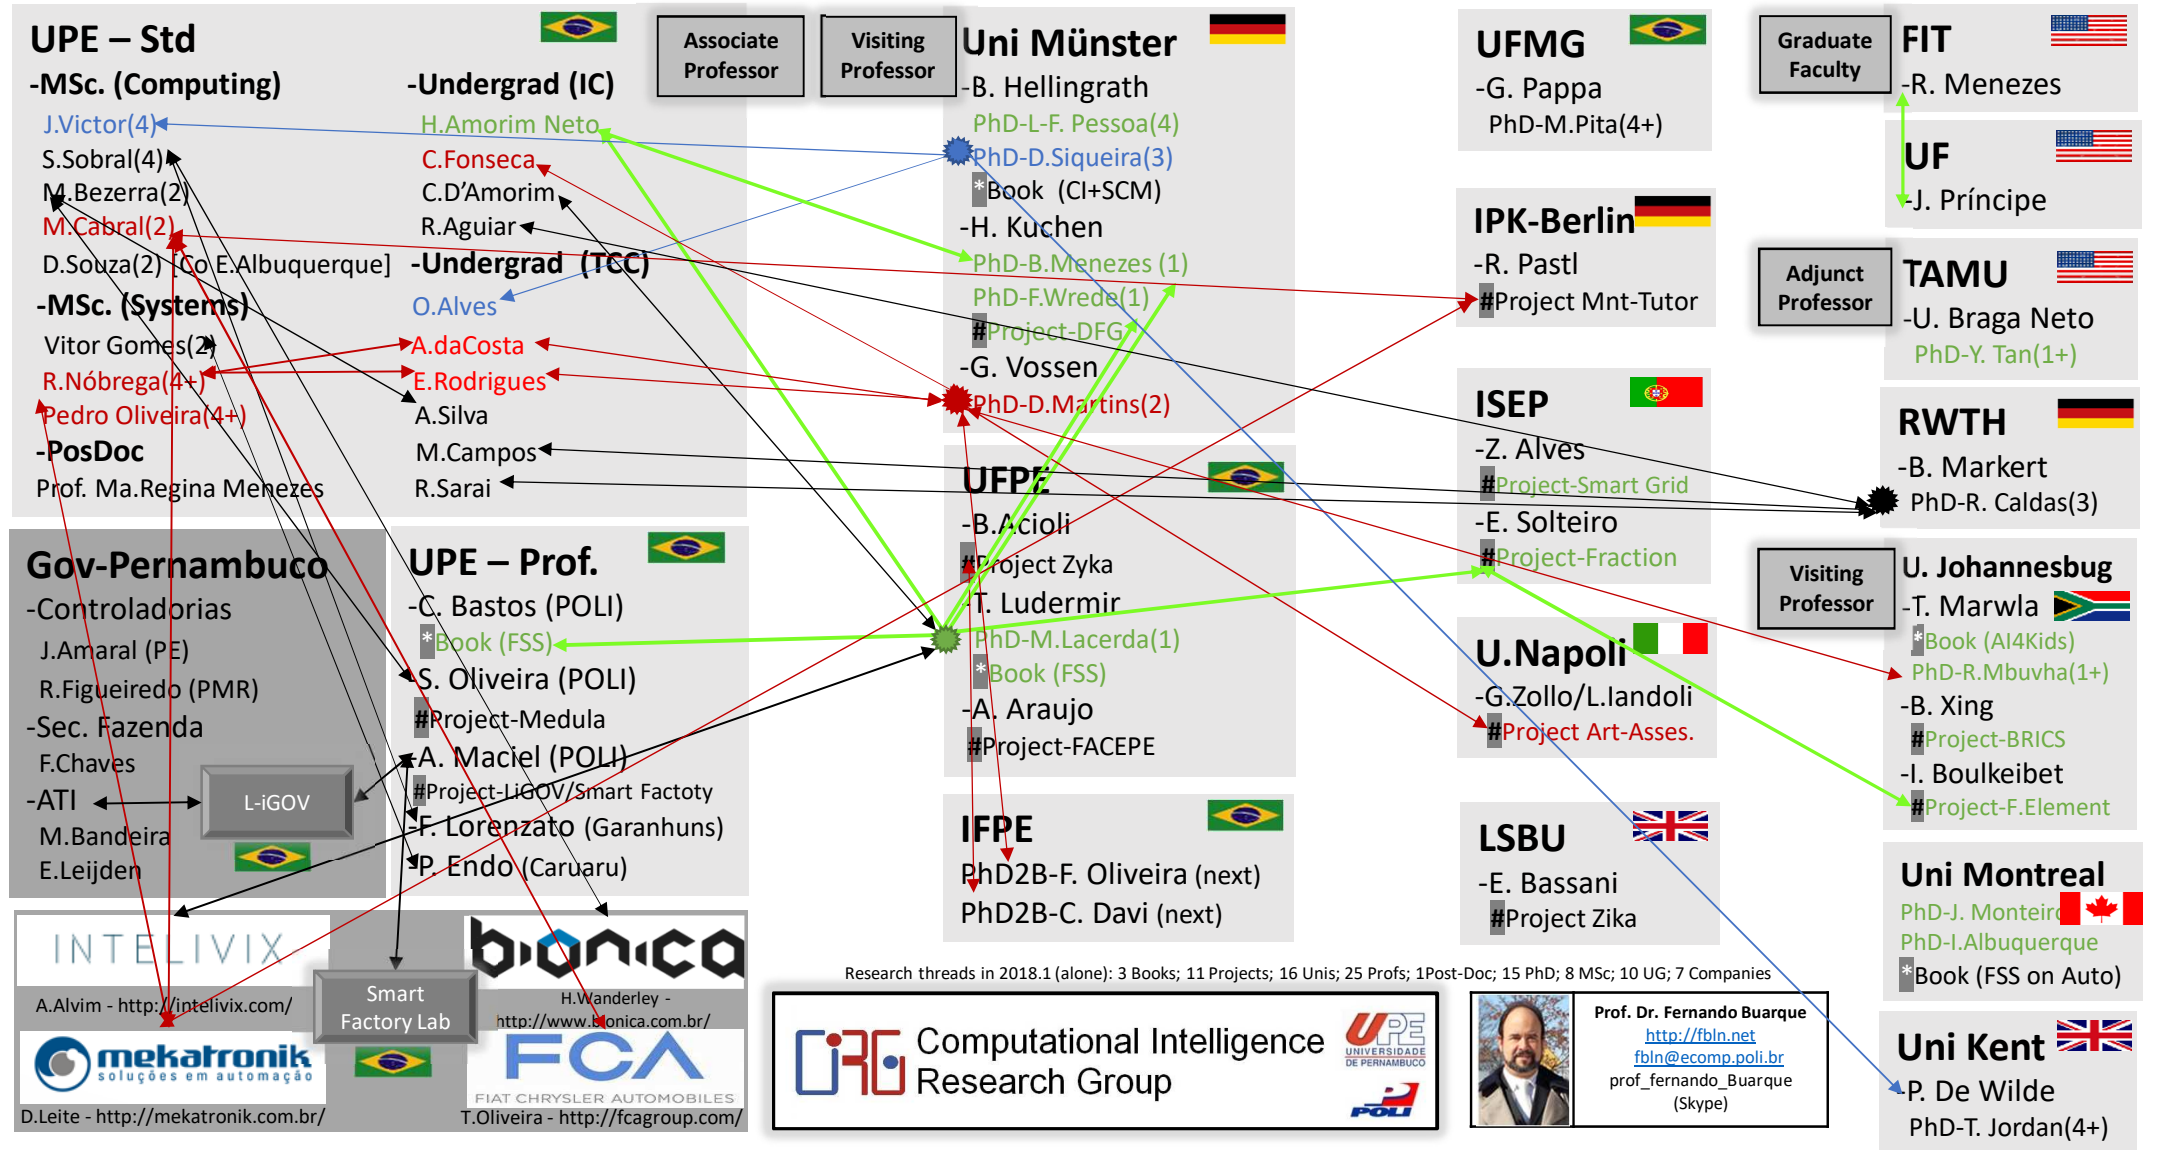 UPE – Std
-MSc. (Computing)
J.Victor(4)
S.Sobral(4)
M.Bezerra(2)
M.Cabral(2)
D.Souza(2) [Co E.Albuquerque]
-MSc. (Systems)
Vitor Gomes(2)
R.Nóbrega(4+)
Pedro Oliveira(4+)
-PosDoc
Prof. Ma.Regina Menezes
-Undergrad (IC)
H.Amorim Neto
C.Fonseca
C.D'Amorim
R.Aguiar
-Undergrad (TCC)
O.Alves
A.daCosta
E.Rodrigues
A.Silva
M.Campos
R.Sarai
Associate
Professor
Visiting
Professor
Uni Münster
-B. Hellingrath
PhD-L-F. Pessoa(4)
PhD-D.Siqueira(3)
*Book (CI+SCM)
-H. Kuchen
PhD-B.Menezes (1)
PhD-F.Wrede(1)
#Project-DFG
-G. Vossen
PhD-D.Martins(2)
UFPE
-B.Acioli
#Project Zyka
-T. Ludermir
PhD-M.Lacerda(1)
*Book (FSS)
-A. Araujo
#Project-FACEPE
IFPE
PhD2B-F. Oliveira (next)
PhD2B-C. Davi (next)
UFMG
-G. Pappa
PhD-M.Pita(4+)
IPK-Berlin
-R. Pastl
#Project Mnt-Tutor
ISEP
-Z. Alves
#Project-Smart Grid
-E. Solteiro
#Project-Fraction
U.Napoli
-G.Zollo/L.Iandoli
#Project Art-Asses.
LSBU
-E. Bassani
#Project Zika
Graduate
Faculty
FIT
-R. Menezes
UF
-J. Príncipe
Adjunct
Professor
TAMU
-U. Braga Neto
PhD-Y. Tan(1+)
RWTH
-B. Markert
PhD-R. Caldas(3)
Visiting
Professor
U. Johannesbug
-T. Marwla
*Book (AI4Kids)
PhD-R.Mbuvha(1+)
-B. Xing
#Project-BRICS
-I. Boulkeibet
#Project-F.Element
Uni Montreal
PhD-J. Monteiro
PhD-I.Albuquerque
*Book (FSS on Auto)
Uni Kent
-P. De Wilde
PhD-T. Jordan(4+)
Gov-Pernambuco
-Controladorias
J.Amaral (PE)
R.Figueiredo (PMR)
-Sec. Fazenda
F.Chaves
-ATI
M.Bandeira
E.Leijden
L-iGOV
UPE – Prof.
-C. Bastos (POLI)
*Book (FSS)
-S. Oliveira (POLI)
#Project-Medula
-A. Maciel (POLI)
#Project-LiGOV/Smart Factoty
-F. Lorenzato (Garanhuns)
-P. Endo (Caruaru)
INTELIVIX
A.Alvim - http://intelivix.com/
mekatronik
soluções em automação
D.Leite - http://mekatronik.com.br/
Smart
Factory Lab
bionica
H.Wanderley -
http://www.bionica.com.br/
FCA
FIAT CHRYSLER AUTOMOBILES
T.Oliveira - http://fcagroup.com/
Research threads in 2018.1 (alone): 3 Books; 11 Projects; 16 Unis; 25 Profs; 1Post-Doc; 15 PhD; 8 MSc; 10 UG; 7 Companies
CIRG
Computational Intelligence
Research Group
UPE
UNIVERSIDADE
DE PERNAMBUCO
POLI
Prof. Dr. Fernando Buarque
http://fbln.net
fbln@ecomp.poli.br
prof_fernando_Buarque
(Skype)